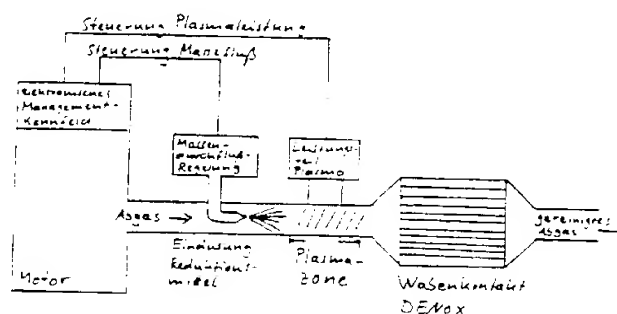 Steuerung Plasmaleistung
Steuerung Massefluß
Elektronisches
Management-
Kennfeld
Massen-
durchfluß-
Regelung
Leistungs-
teil
Plasma
Abgas
Eindüsung
Reduktions-
mittel
Plasma-
zone
gereinigtes
Abgas
Motor
Wabenkontakt
DENOx